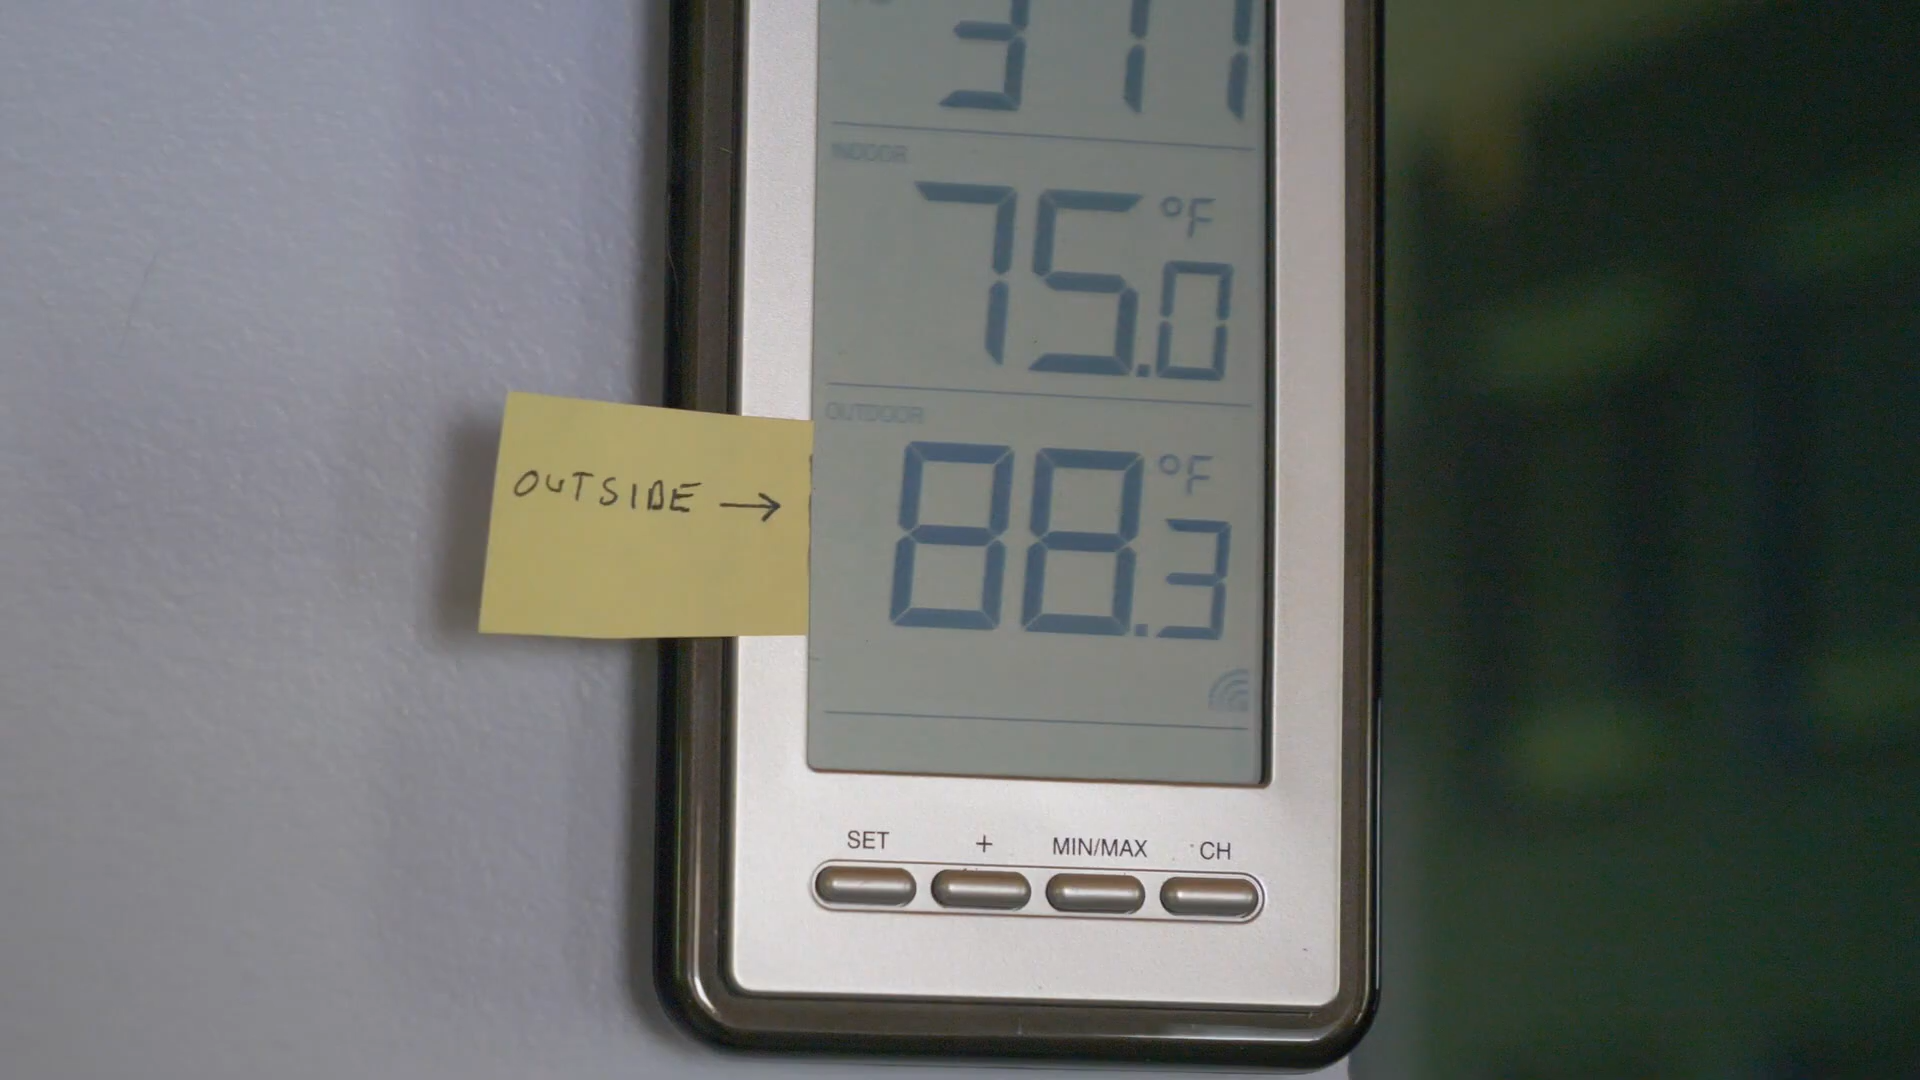 INDOOR
75.0 °F
OUTDOOR
OUTSIDE → 88.3 °F
SET + MIN/MAX CH